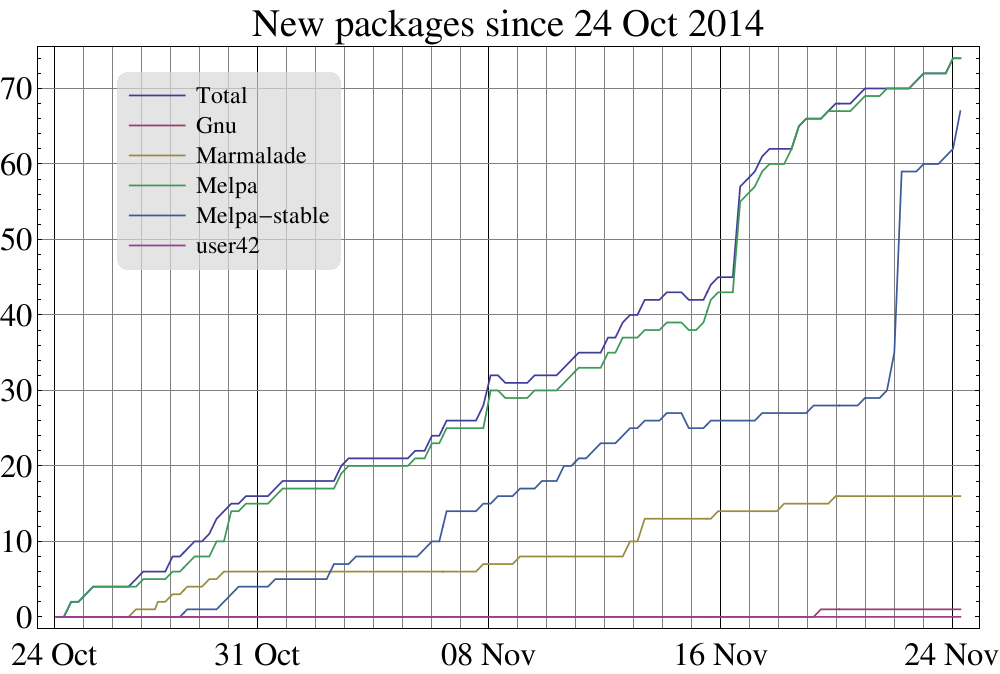 New packages since 24 Oct 2014
Total
Gnu
Marmalade
Melpa
Melpa-stable
user42
70
60
50
40
30
20
10
0
24 Oct 31 Oct 08 Nov 16 Nov 24 Nov